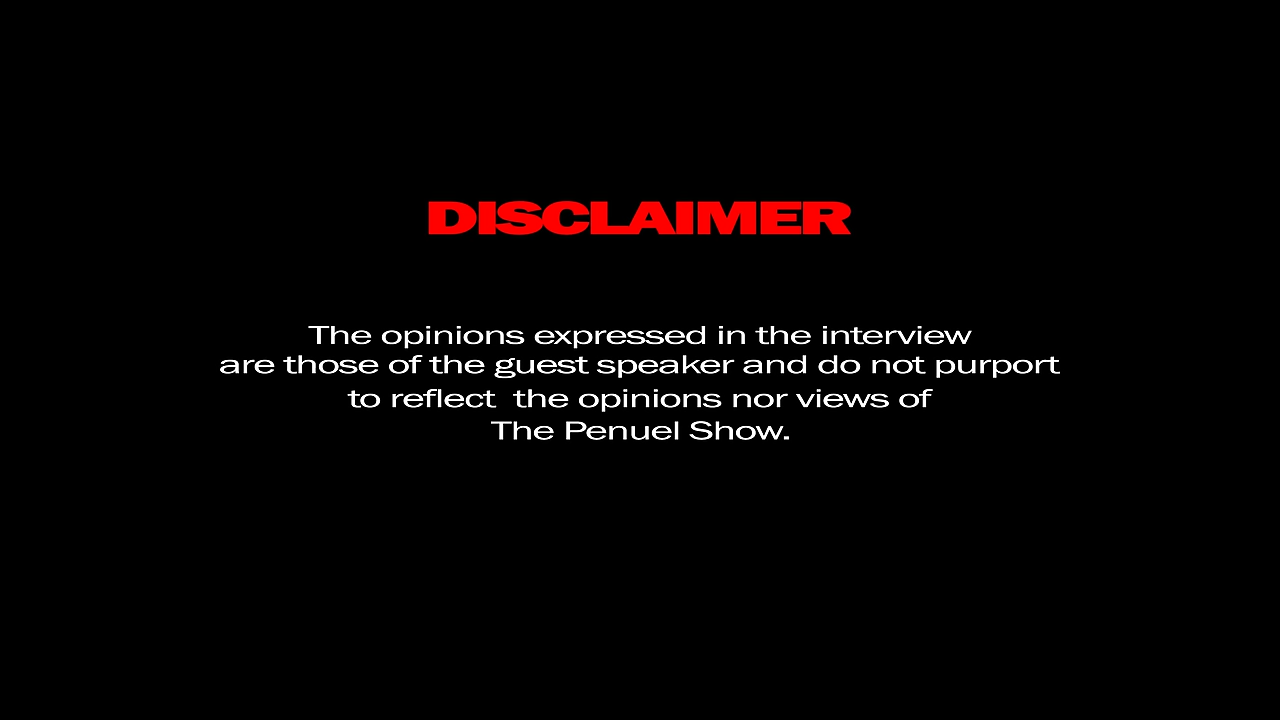 DISCLAIMER
The opinions expressed in the interview
are those of the guest speaker and do not purport
to reflect  the opinions nor views of
The Penuel Show.